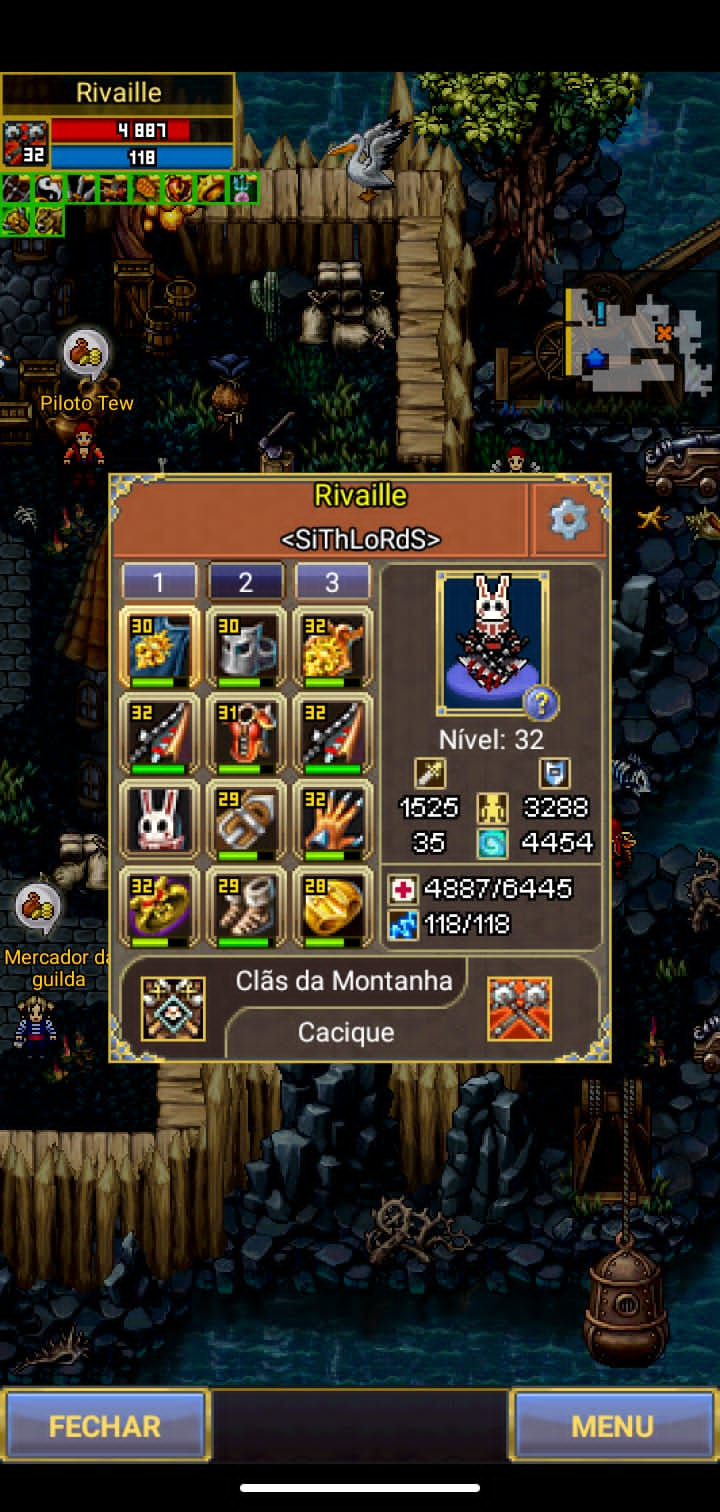 Rivaille
4 887
32
118
Piloto Tew
Rivaille
<SiThLoRdS>
1 2 3
30 30 32
32 31 32
29 32
32 29 28
?
Nível: 32
1525 3288
35 4454
4887/6445
118/118
Mercador da
guilda
Clãs da Montanha
Cacique
FECHAR
MENU